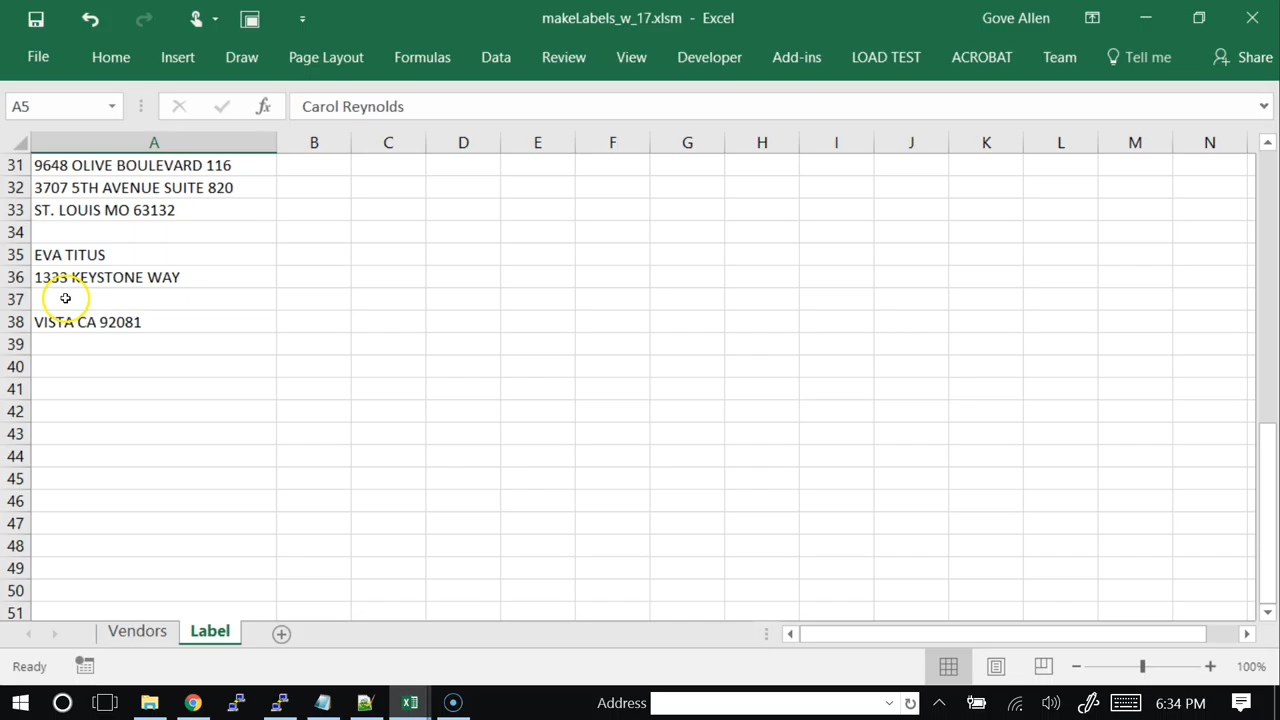 makeLabels_w_17.xlsm - Excel
Gove Allen
File Home Insert Draw Page Layout Formulas Data Review View Developer Add-ins LOAD TEST ACROBAT Team Tell me Share
A5 fx Carol Reynolds
A B C D E F G H I J K L M N
31 9648 OLIVE BOULEVARD 116
32 3707 5TH AVENUE SUITE 820
33 ST. LOUIS MO 63132
34
35 EVA TITUS
36 1333 KEYSTONE WAY
37
38 VISTA CA 92081
39
40
41
42
43
44
45
46
47
48
49
50
51
Vendors Label
Ready 100%
Address 6:34 PM